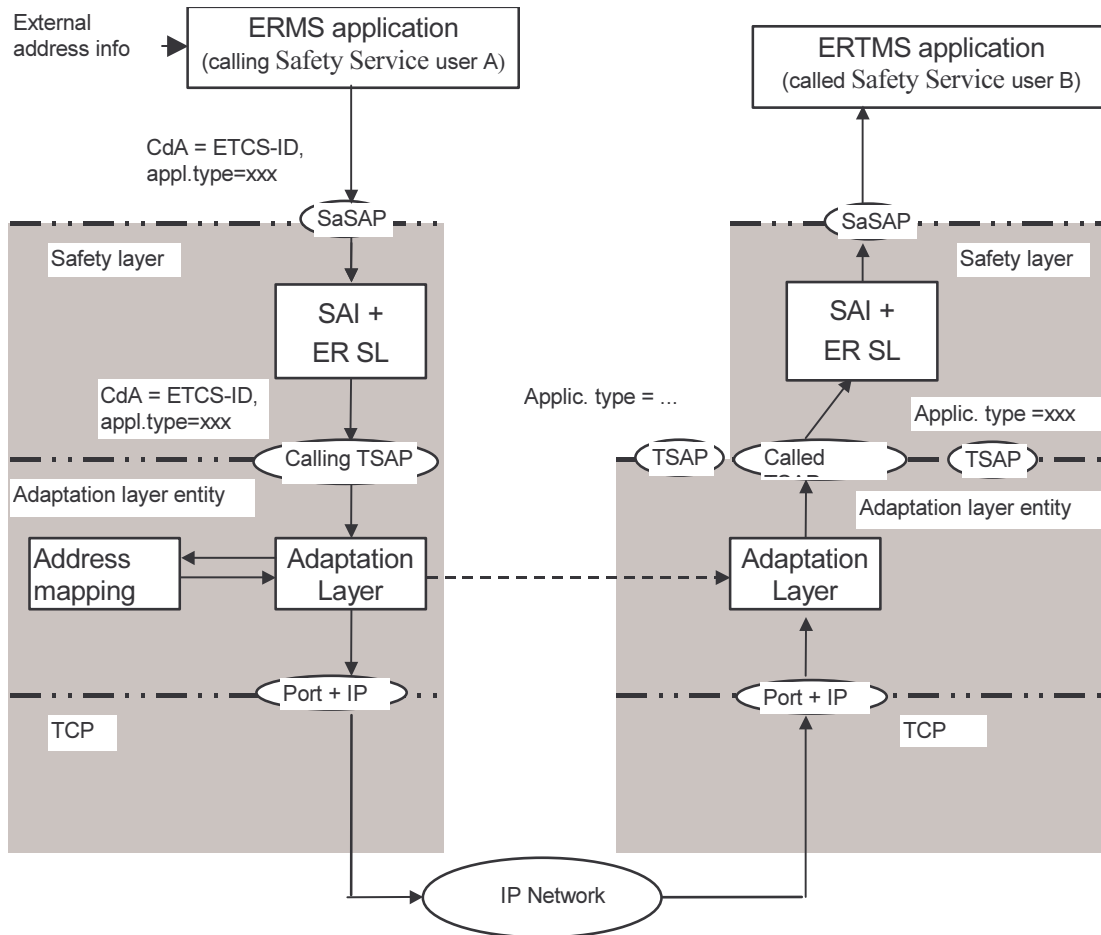 External
address info
ERMS application
(calling Safety Service user A)
ERTMS application
(called Safety Service user B)
CdA = ETCS-ID,
appl.type=xxx
SaSAP
SaSAP
Safety layer
Safety layer
SAI +
ER SL
SAI +
ER SL
CdA = ETCS-ID,
appl.type=xxx
Applic. type = ...
Applic. type =xxx
Calling TSAP
TSAP
Called
TSAP
Adaptation layer entity
Adaptation layer entity
Address
mapping
Adaptation
Layer
Adaptation
Layer
Port + IP
Port + IP
TCP
TCP
IP Network